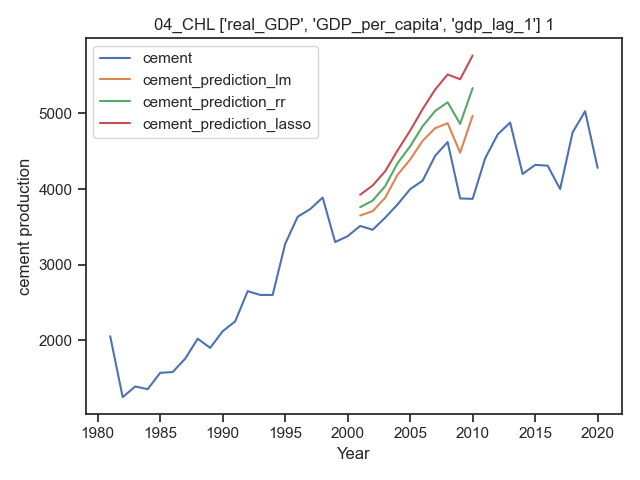 04_CHL ['real_GDP', 'GDP_per_capita', 'gdp_lag_1'] 1
cement
cement_prediction_lm
cement_prediction_rr
cement_prediction_lasso
cement production
5000
4000
3000
2000
1980 1985 1990 1995 2000 2005 2010 2015 2020
Year